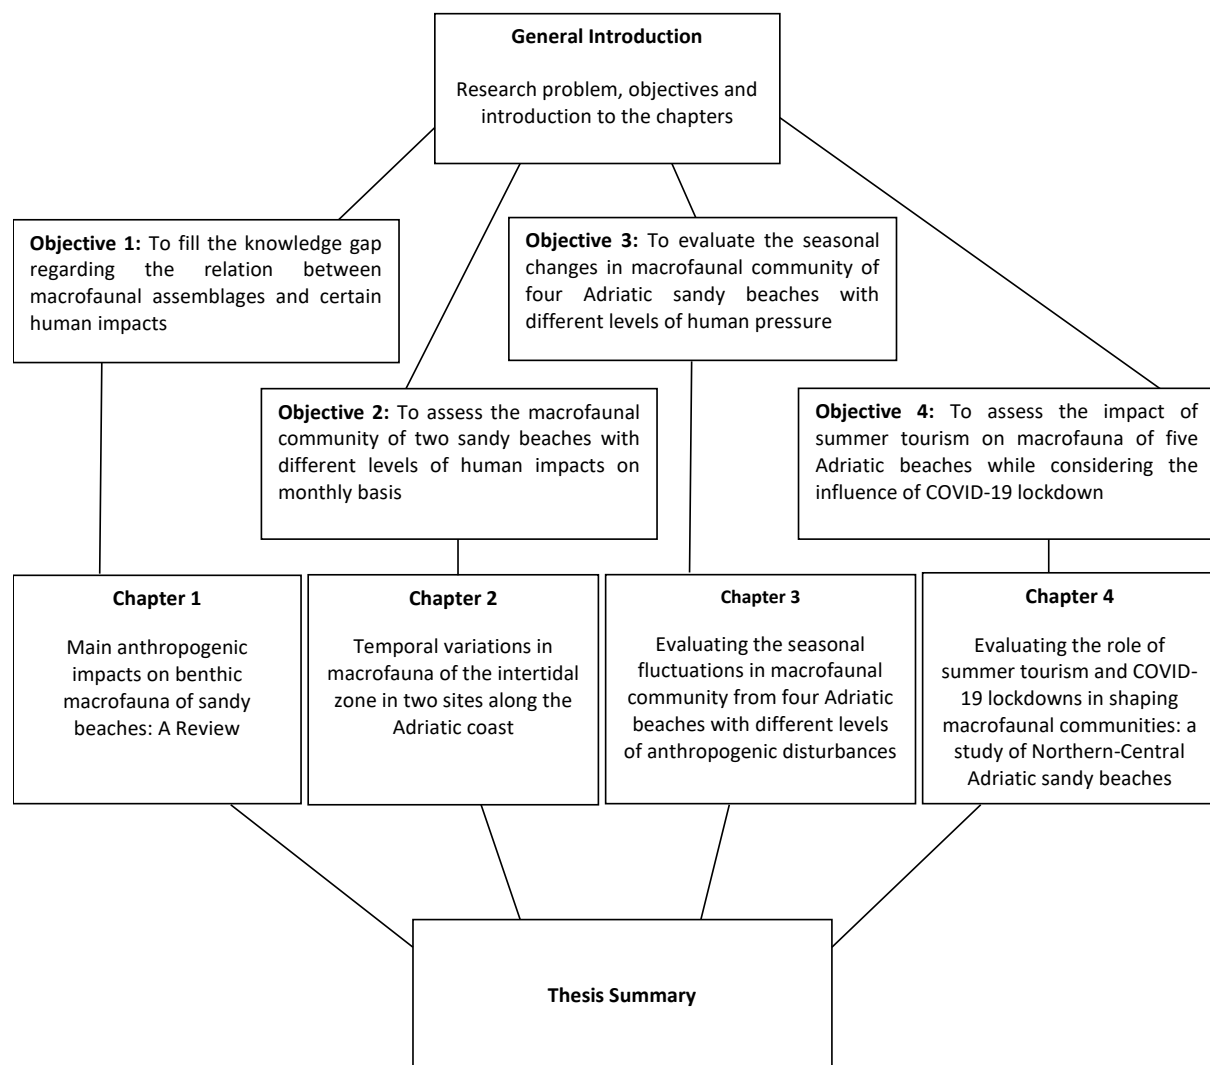 General Introduction
Research problem, objectives and
introduction to the chapters
Objective 1: To fill the knowledge gap
regarding the relation between
macrofaunal assemblages and certain
human impacts
Objective 3: To evaluate the seasonal
changes in macrofaunal community of
four Adriatic sandy beaches with
different levels of human pressure
Objective 2: To assess the macrofaunal
community of two sandy beaches with
different levels of human impacts on
monthly basis
Objective 4: To assess the impact of
summer tourism on macrofauna of five
Adriatic beaches while considering the
influence of COVID-19 lockdown
Chapter 1
Main anthropogenic
impacts on benthic
macrofauna of sandy
beaches: A Review
Chapter 2
Temporal variations in
macrofauna of the intertidal
zone in two sites along the
Adriatic coast
Chapter 3
Evaluating the seasonal
fluctuations in macrofaunal
community from four Adriatic
beaches with different levels
of anthropogenic disturbances
Chapter 4
Evaluating the role of
summer tourism and COVID-
19 lockdowns in shaping
macrofaunal communities: a
study of Northern-Central
Adriatic sandy beaches
Thesis Summary